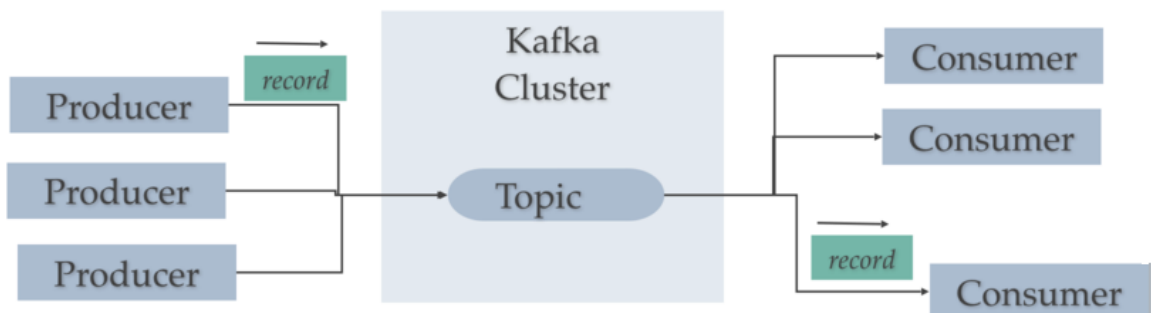 record
Producer
Producer
Producer
Kafka
Cluster
Topic
Consumer
Consumer
record
Consumer